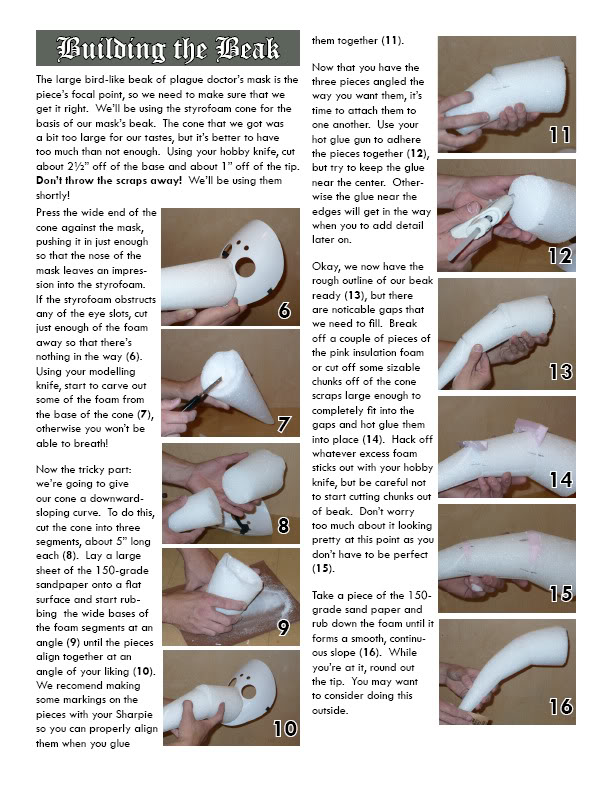 Building the Beak
The large bird-like beak of plague doctor's mask is the
piece's focal point, so we need to make sure that we
get it right.  We'll be using the styrofoam cone for the
basis of our mask's beak.  The cone that we got was
a bit too large for our tastes, but it's better to have
too much than not enough.  Using your hobby knife, cut
about 2½" off of the base and about 1" off of the tip.
Don't throw the scraps away!  We'll be using them
shortly!
Press the wide end of the
cone against the mask,
pushing it in just enough
so that the nose of the
mask leaves an impres-
sion into the styrofoam.
If the styrofoam obstructs
any of the eye slots, cut
just enough of the foam
away so that there's
nothing in the way (6).
Using your modelling
knife, start to carve out
some of the foam from
the base of the cone (7),
otherwise you won't be
able to breath!
Now the tricky part:
we're going to give
our cone a downward-
sloping curve.  To do this,
cut the cone into three
segments, about 5" long
each (8).  Lay a large
sheet of the 150-grade
sandpaper onto a flat
surface and start rub-
bing  the wide bases of
the foam segments at an
angle (9) until the pieces
align together at an
angle of your liking (10).
We recomend making
some markings on the
pieces with your Sharpie
so you can properly align
them when you glue
6
7
8
9
10
them together (11).
Now that you have the
three pieces angled the
way you want them, it's
time to attach them to
one another.  Use your
hot glue gun to adhere
the pieces together (12),
but try to keep the glue
near the center.  Other-
wise the glue near the
edges will get in the way
when you to add detail
later on.
Okay, we now have the
rough outline of our beak
ready (13), but there
are noticable gaps that
we need to fill.  Break
off a couple of pieces of
the pink insulation foam
or cut off some sizable
chunks off of the cone
scraps large enough to
completely fit into the
gaps and hot glue them
into place (14).  Hack off
whatever excess foam
sticks out with your hobby
knife, but be careful not
to start cutting chunks out
of beak.  Don't worry
too much about it looking
pretty at this point as you
don't have to be perfect
(15).
Take a piece of the 150-
grade sand paper and
rub down the foam until it
forms a smooth, continu-
ous slope (16).  While
you're at it, round out
the tip.  You may want
to consider doing this
outside.
11
12
13
14
15
16